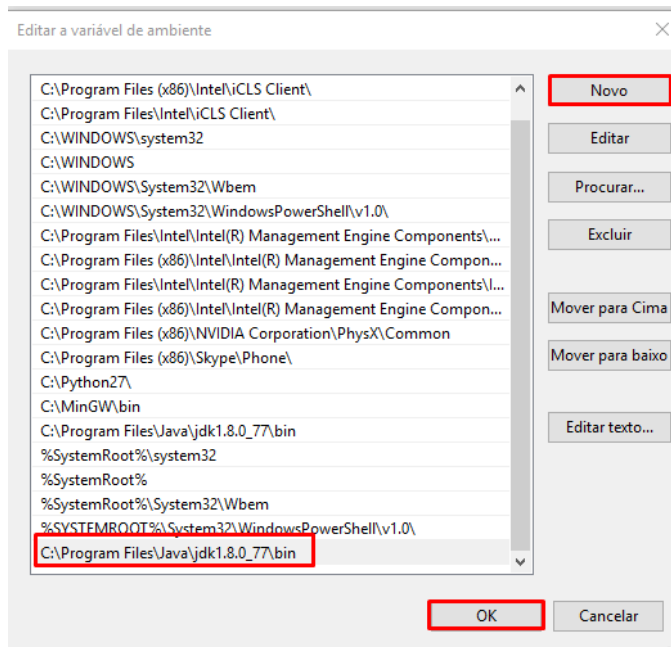 Editar a variável de ambiente
C:\Program Files (x86)\Intel\iCLS Client\
C:\Program Files\Intel\iCLS Client\
C:\WINDOWS\system32
C:\WINDOWS
C:\WINDOWS\System32\Wbem
C:\WINDOWS\System32\WindowsPowerShell\v1.0\
C:\Program Files\Intel\Intel(R) Management Engine Components\...
C:\Program Files (x86)\Intel\Intel(R) Management Engine Compon...
C:\Program Files\Intel\Intel(R) Management Engine Components\I...
C:\Program Files (x86)\Intel\Intel(R) Management Engine Compon...
C:\Program Files (x86)\NVIDIA Corporation\PhysX\Common
C:\Program Files (x86)\Skype\Phone\
C:\Python27\
C:\MinGW\bin
C:\Program Files\Java\jdk1.8.0_77\bin
%SystemRoot%\system32
%SystemRoot%
%SystemRoot%\System32\Wbem
%SYSTEMROOT%\System32\WindowsPowerShell\v1.0\
C:\Program Files\Java\jdk1.8.0_77\bin
Novo
Editar
Procurar...
Excluir
Mover para Cima
Mover para baixo
Editar texto...
OK
Cancelar